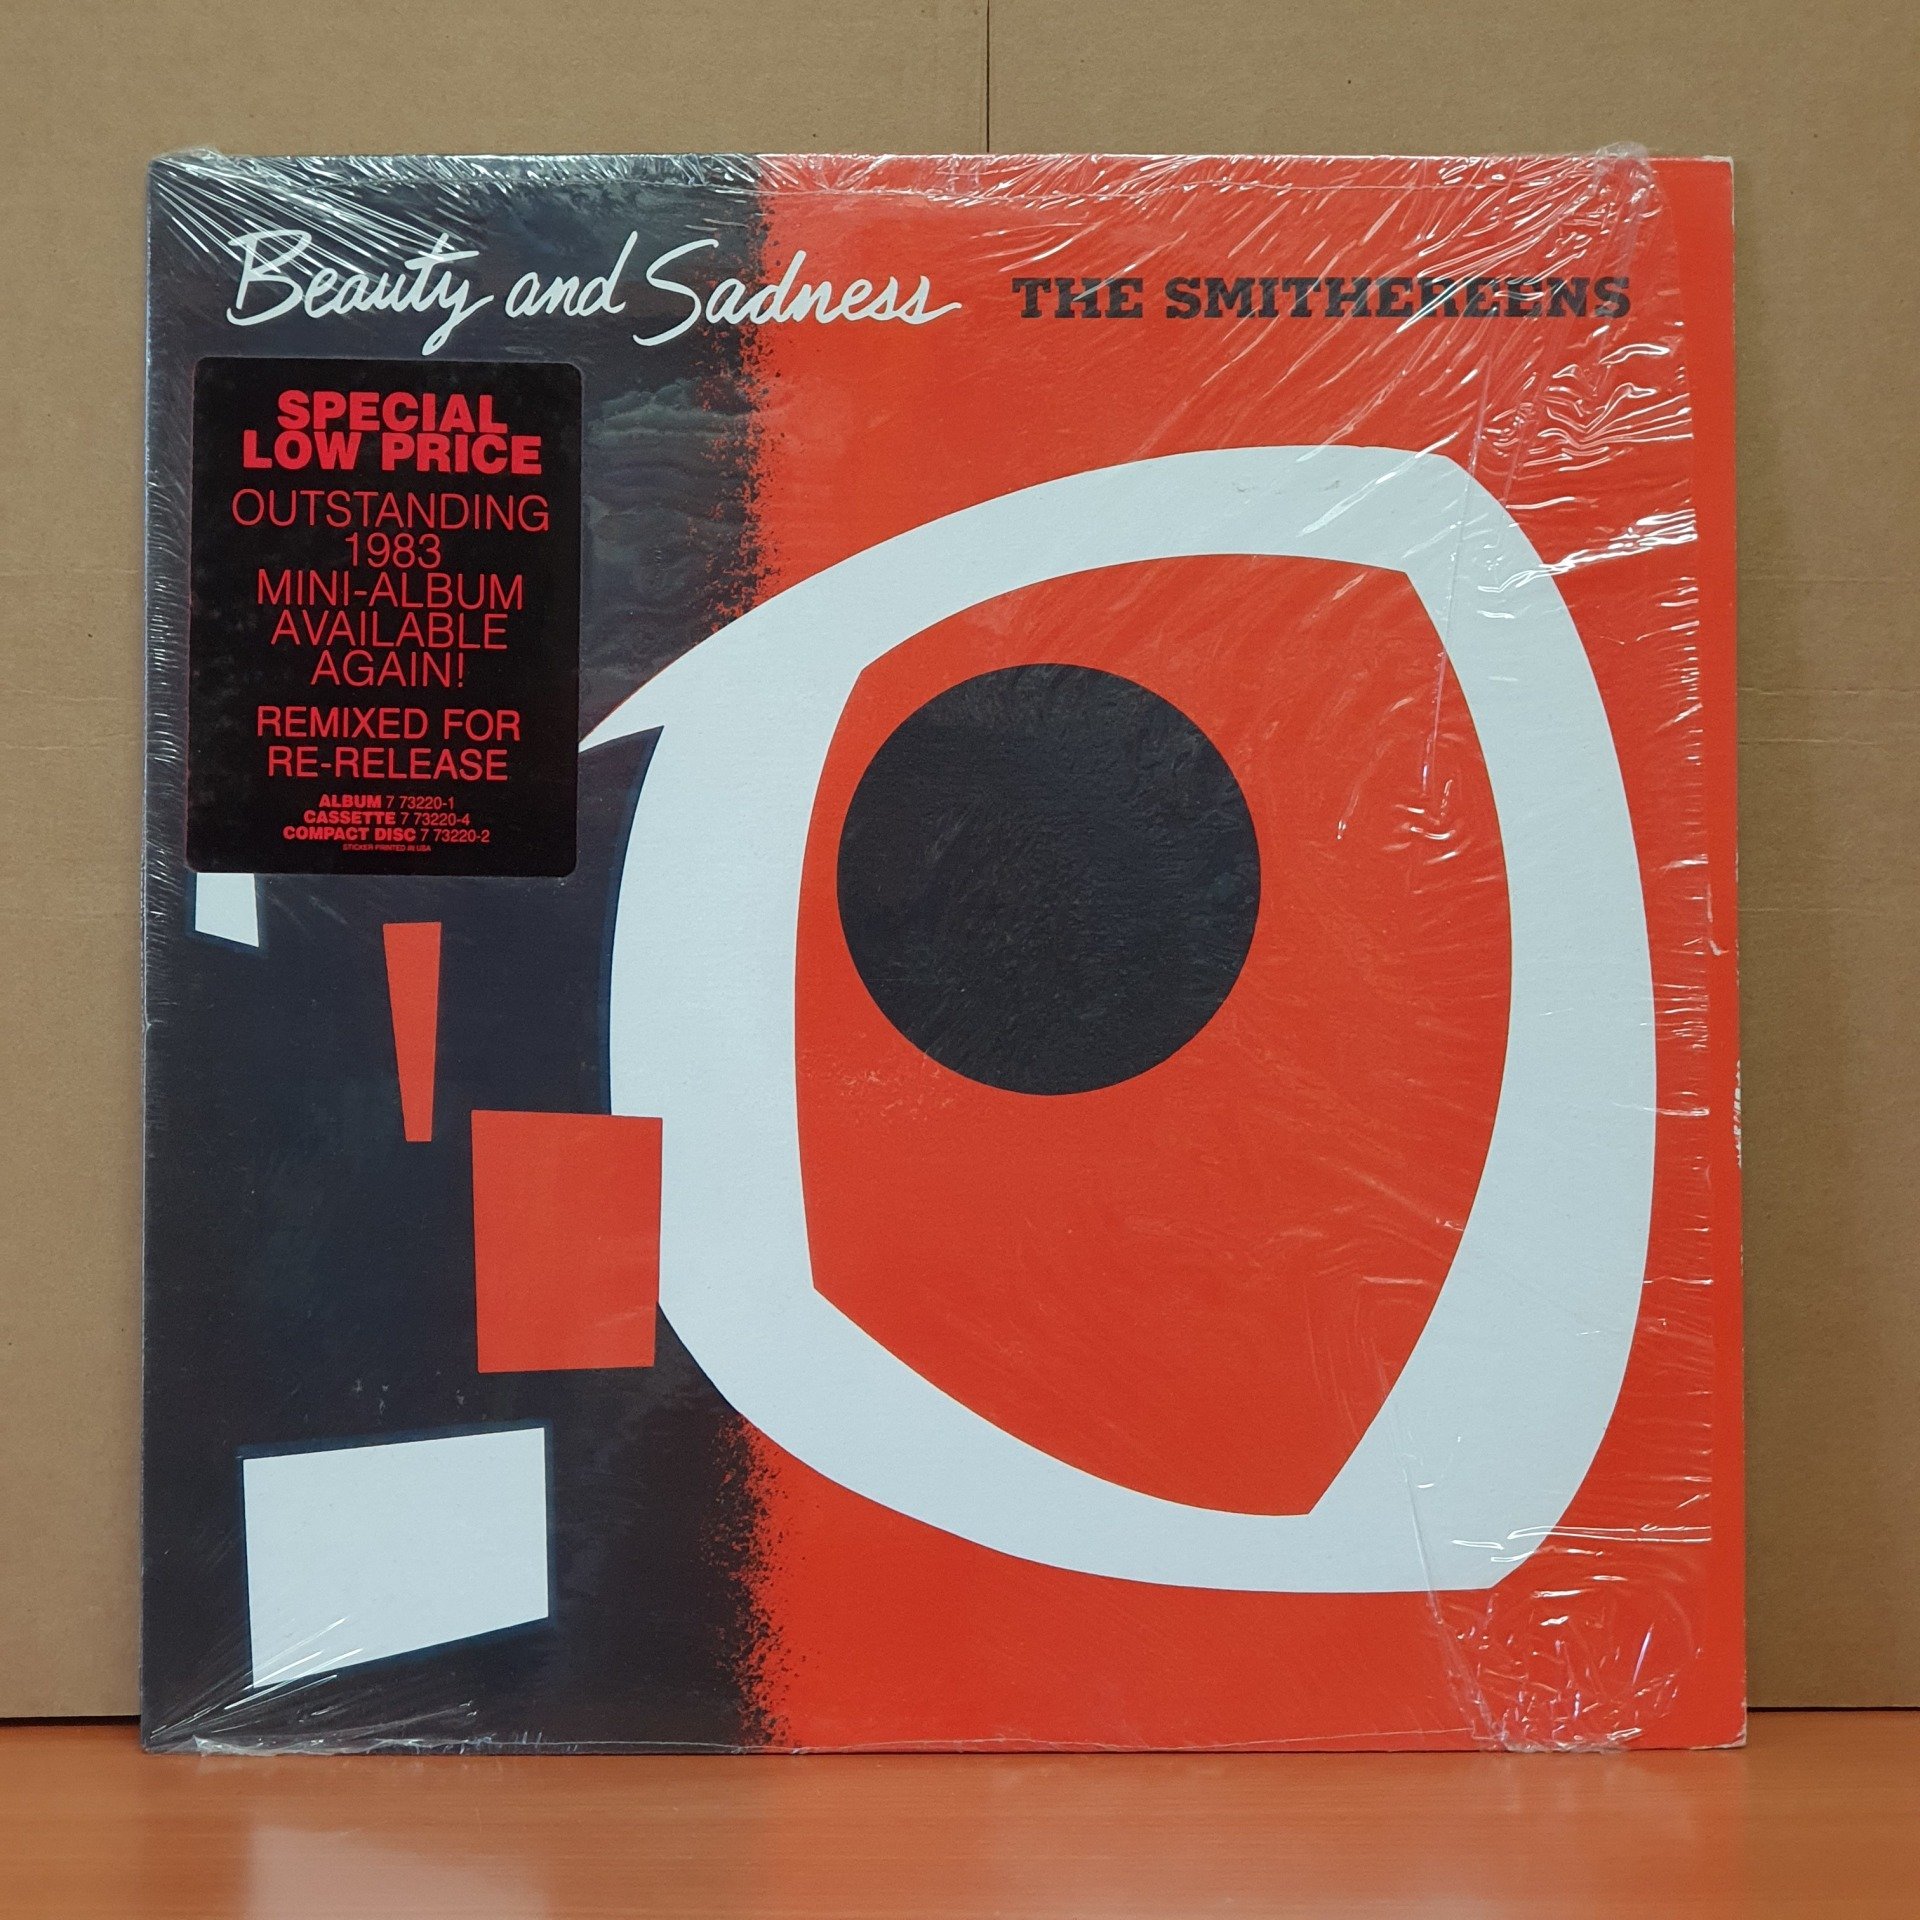 Beauty and Sadness THE SMITHEREENS
SPECIAL
LOW PRICE
OUTSTANDING
1983
MINI-ALBUM
AVAILABLE
AGAIN!
REMIXED FOR
RE-RELEASE
ALBUM 7 73220-1
CASSETTE 7 73220-4
COMPACT DISC 7 73220-2
STICKER PRINTED IN USA